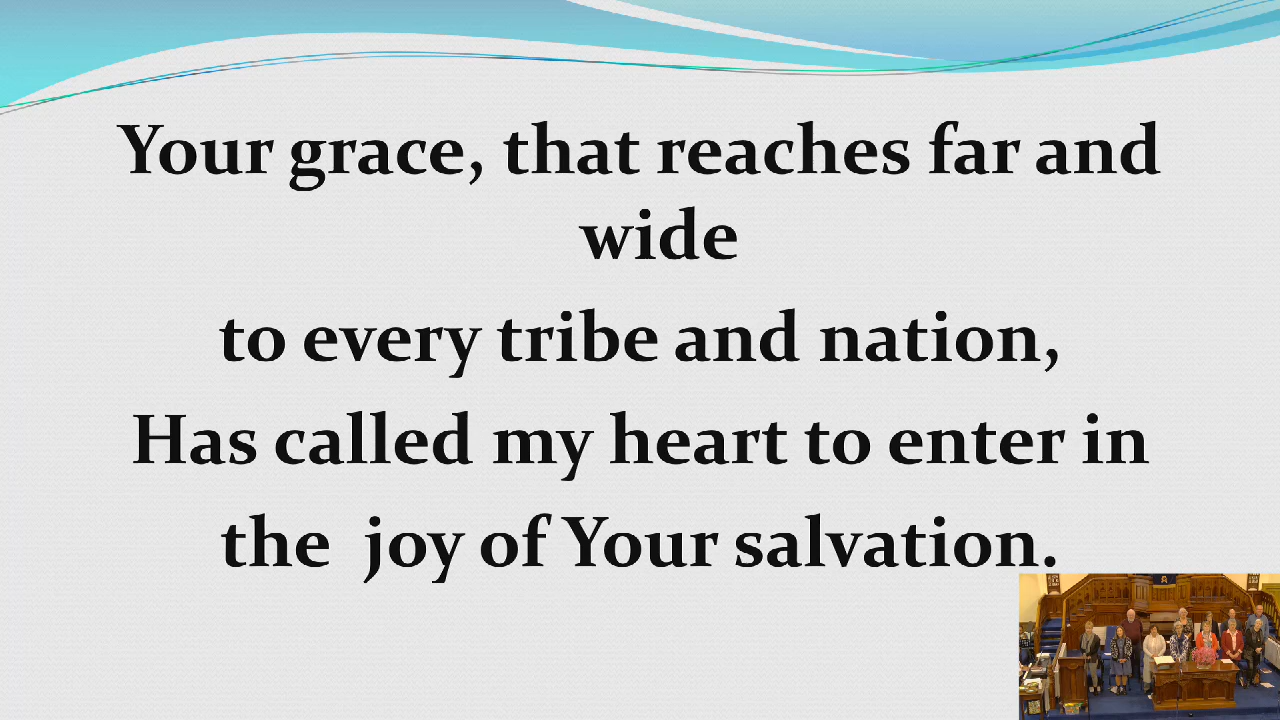 Your grace, that reaches far and
wide
to every tribe and nation,
Has called my heart to enter in
the joy of Your salvation.